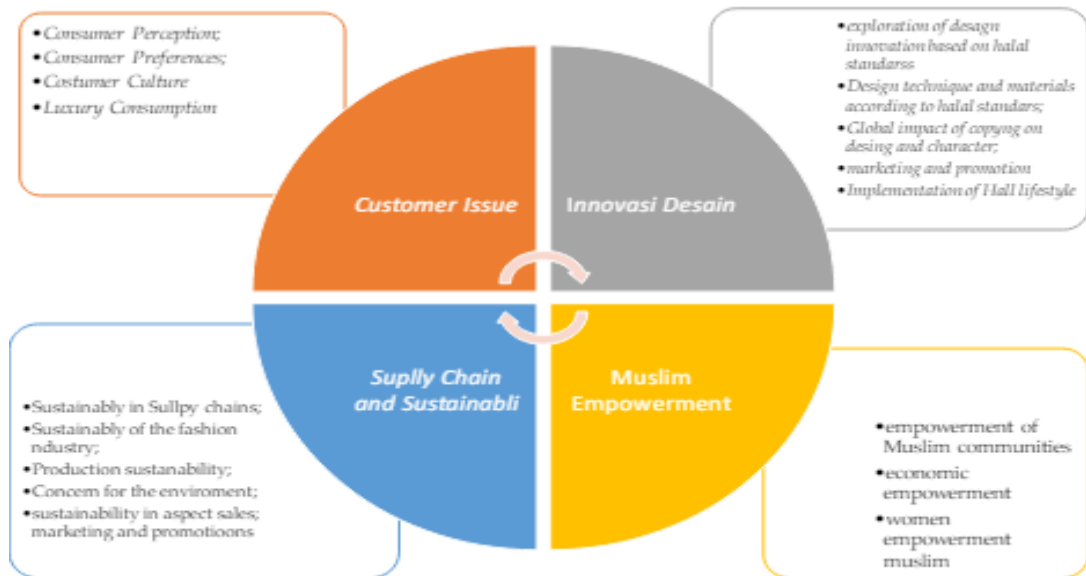 •Consumer Perception;
•Consumer Preferences;
•Costumer Culture
•Luxury Consumption
•exploration of desagn
innovation based on halal
standarss
•Design technique and materials
according to halal standars;
•Global impact of copyng on
desing and character;
•marketing and promotion
•Implementation of Hall lifestyle
Customer Issue
Innovasi Desain
Suplly Chain
and Sustainabli
Muslim
Empowerment
•Sustainably in Sullpy chains;
•Sustainably of the fashion
ndustry;
•Production sustanability;
•Concern for the enviroment;
•sustainability in aspect sales;
marketing and promotioons
•empowerment of
Muslim communities
•economic
empowerment
•women
empowerment
muslim